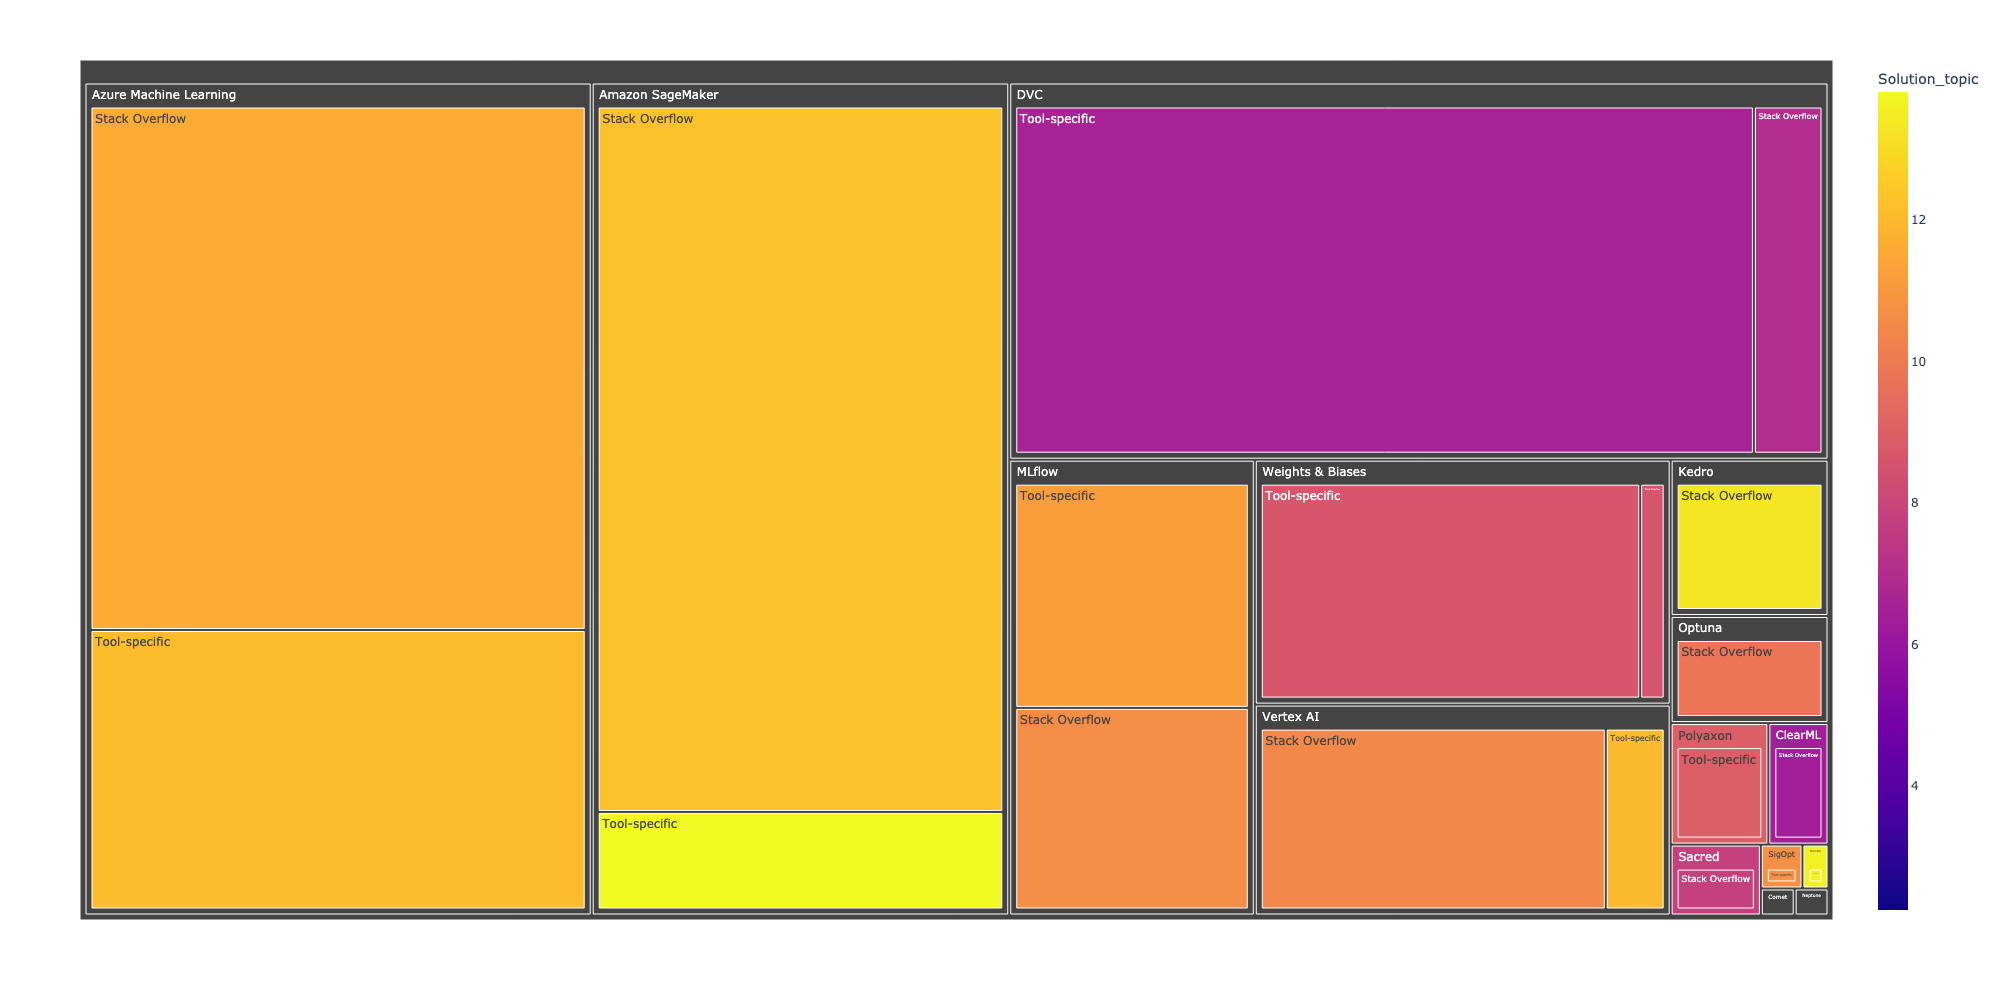 Solution_topic
12
10
8
6
4
Azure Machine Learning
Stack Overflow
Tool-specific
Amazon SageMaker
Stack Overflow
Tool-specific
DVC
Tool-specific
Stack Overflow
MLflow
Tool-specific
Stack Overflow
Weights & Biases
Tool-specific
Vertex AI
Stack Overflow
Tool-specific
Kedro
Stack Overflow
Optuna
Stack Overflow
Polyaxon
Tool-specific
ClearML
Stack Overflow
Sacred
Stack Overflow
SigOpt
Tool-specific
Comet
Neptune